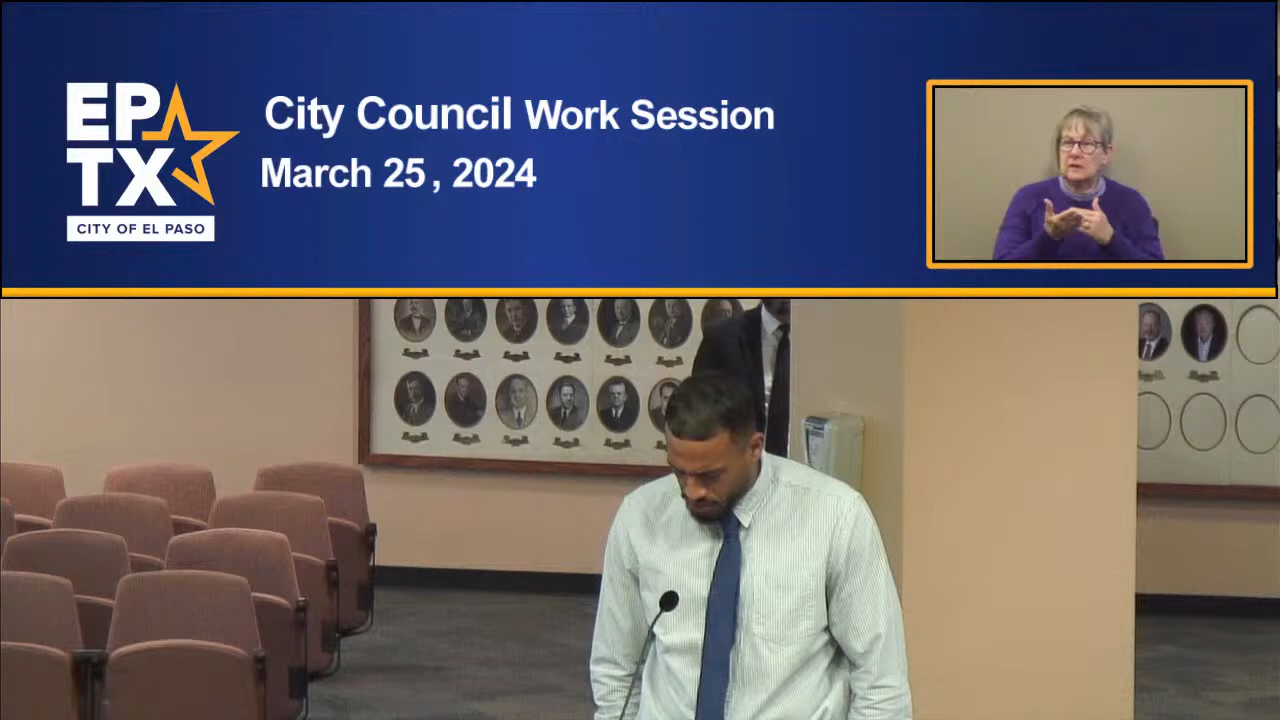 EP
TX
CITY OF EL PASO
City Council Work Session
March 25, 2024